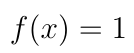 f(x) = 1